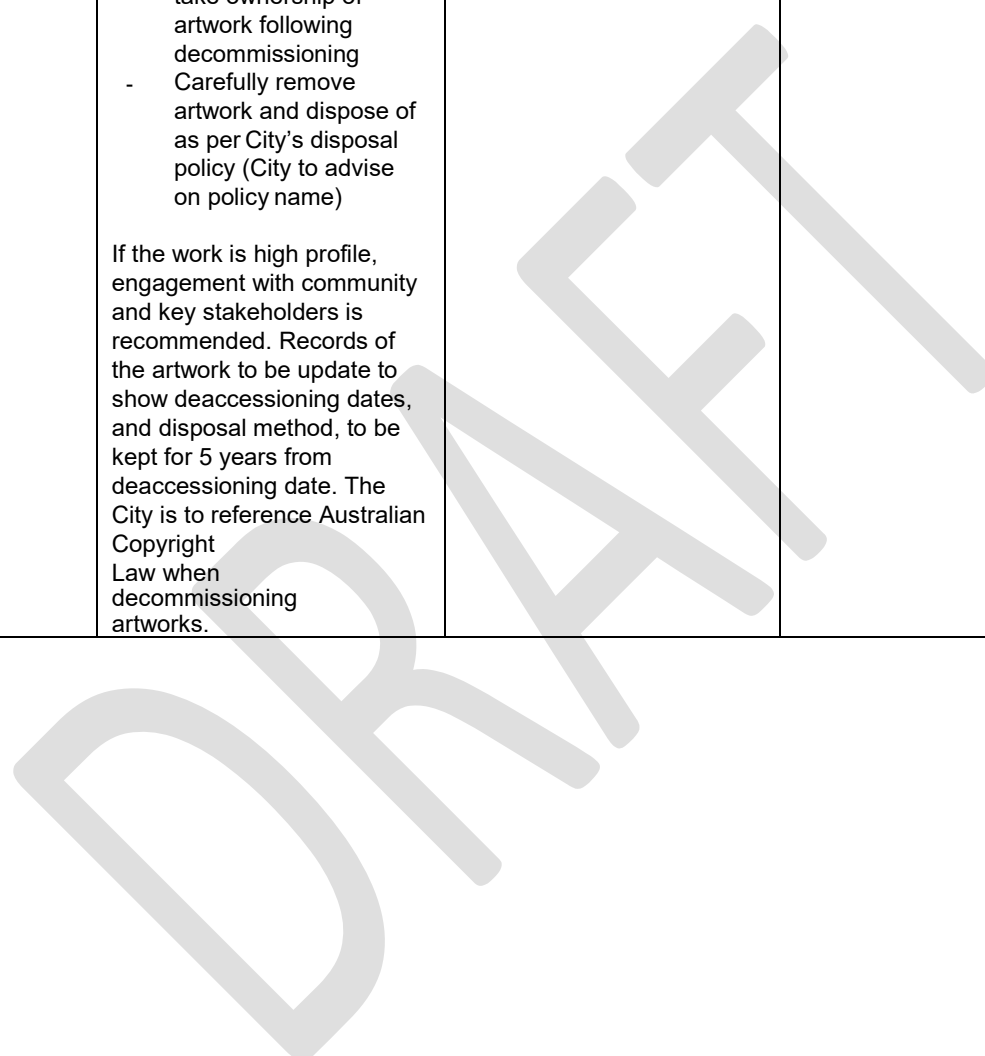 take ownership of
artwork following
decommissioning
- Carefully remove
artwork and dispose of
as per City's disposal
policy (City to advise
on policy name)
If the work is high profile,
engagement with community
and key stakeholders is
recommended. Records of
the artwork to be update to
show deaccessioning dates,
and disposal method, to be
kept for 5 years from
deaccessioning date. The
City is to reference Australian
Copyright
Law when
decommissioning
artworks.
DRAFT